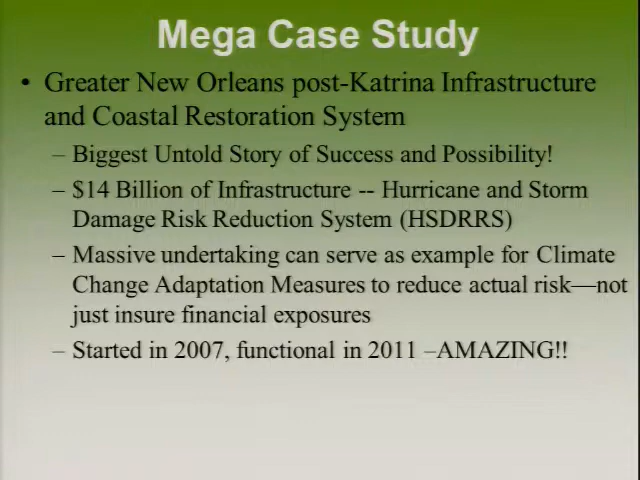 Mega Case Study
• Greater New Orleans post-Katrina Infrastructure
and Coastal Restoration System
– Biggest Untold Story of Success and Possibility!
– $14 Billion of Infrastructure -- Hurricane and Storm
Damage Risk Reduction System (HSDRRS)
– Massive undertaking can serve as example for Climate
Change Adaptation Measures to reduce actual risk—not
just insure financial exposures
– Started in 2007, functional in 2011 –AMAZING!!